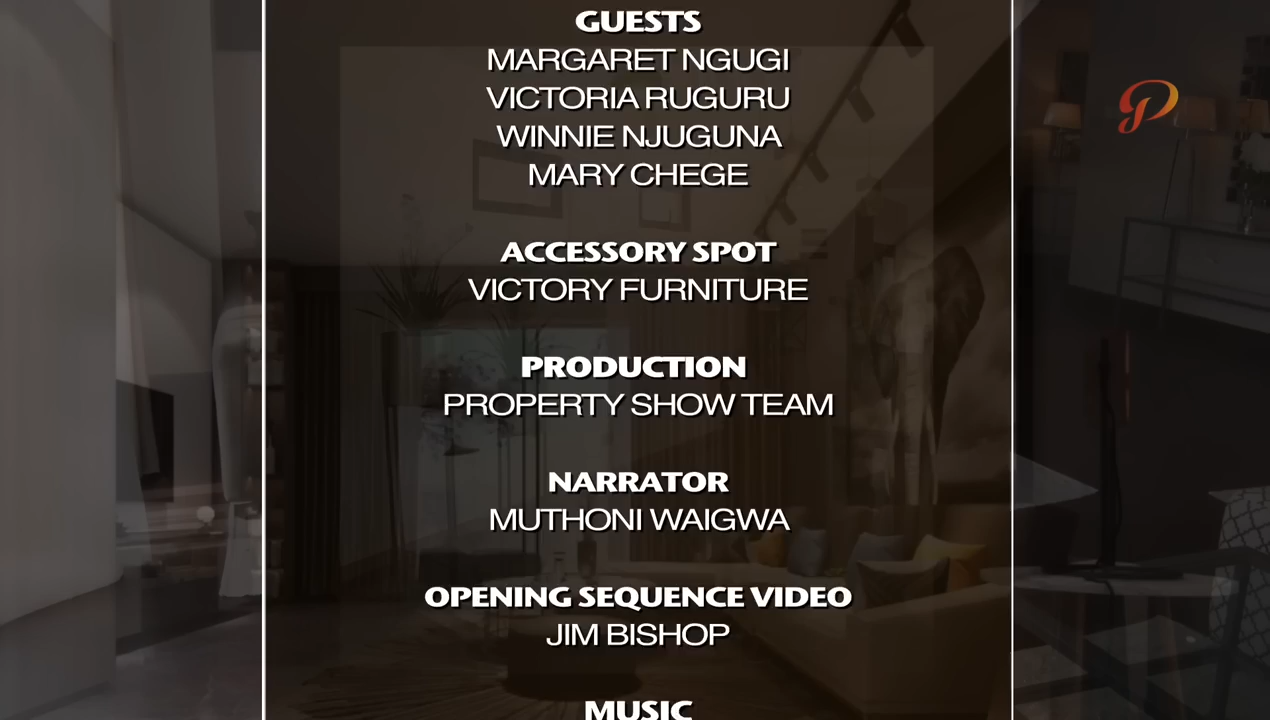 GUESTS
MARGARET NGUGI
VICTORIA RUGURU
WINNIE NJUGUNA
MARY CHEGE
ACCESSORY SPOT
VICTORY FURNITURE
PRODUCTION
PROPERTY SHOW TEAM
NARRATOR
MUTHONI WAIGWA
OPENING SEQUENCE VIDEO
JIM BISHOP
MUSIC
P